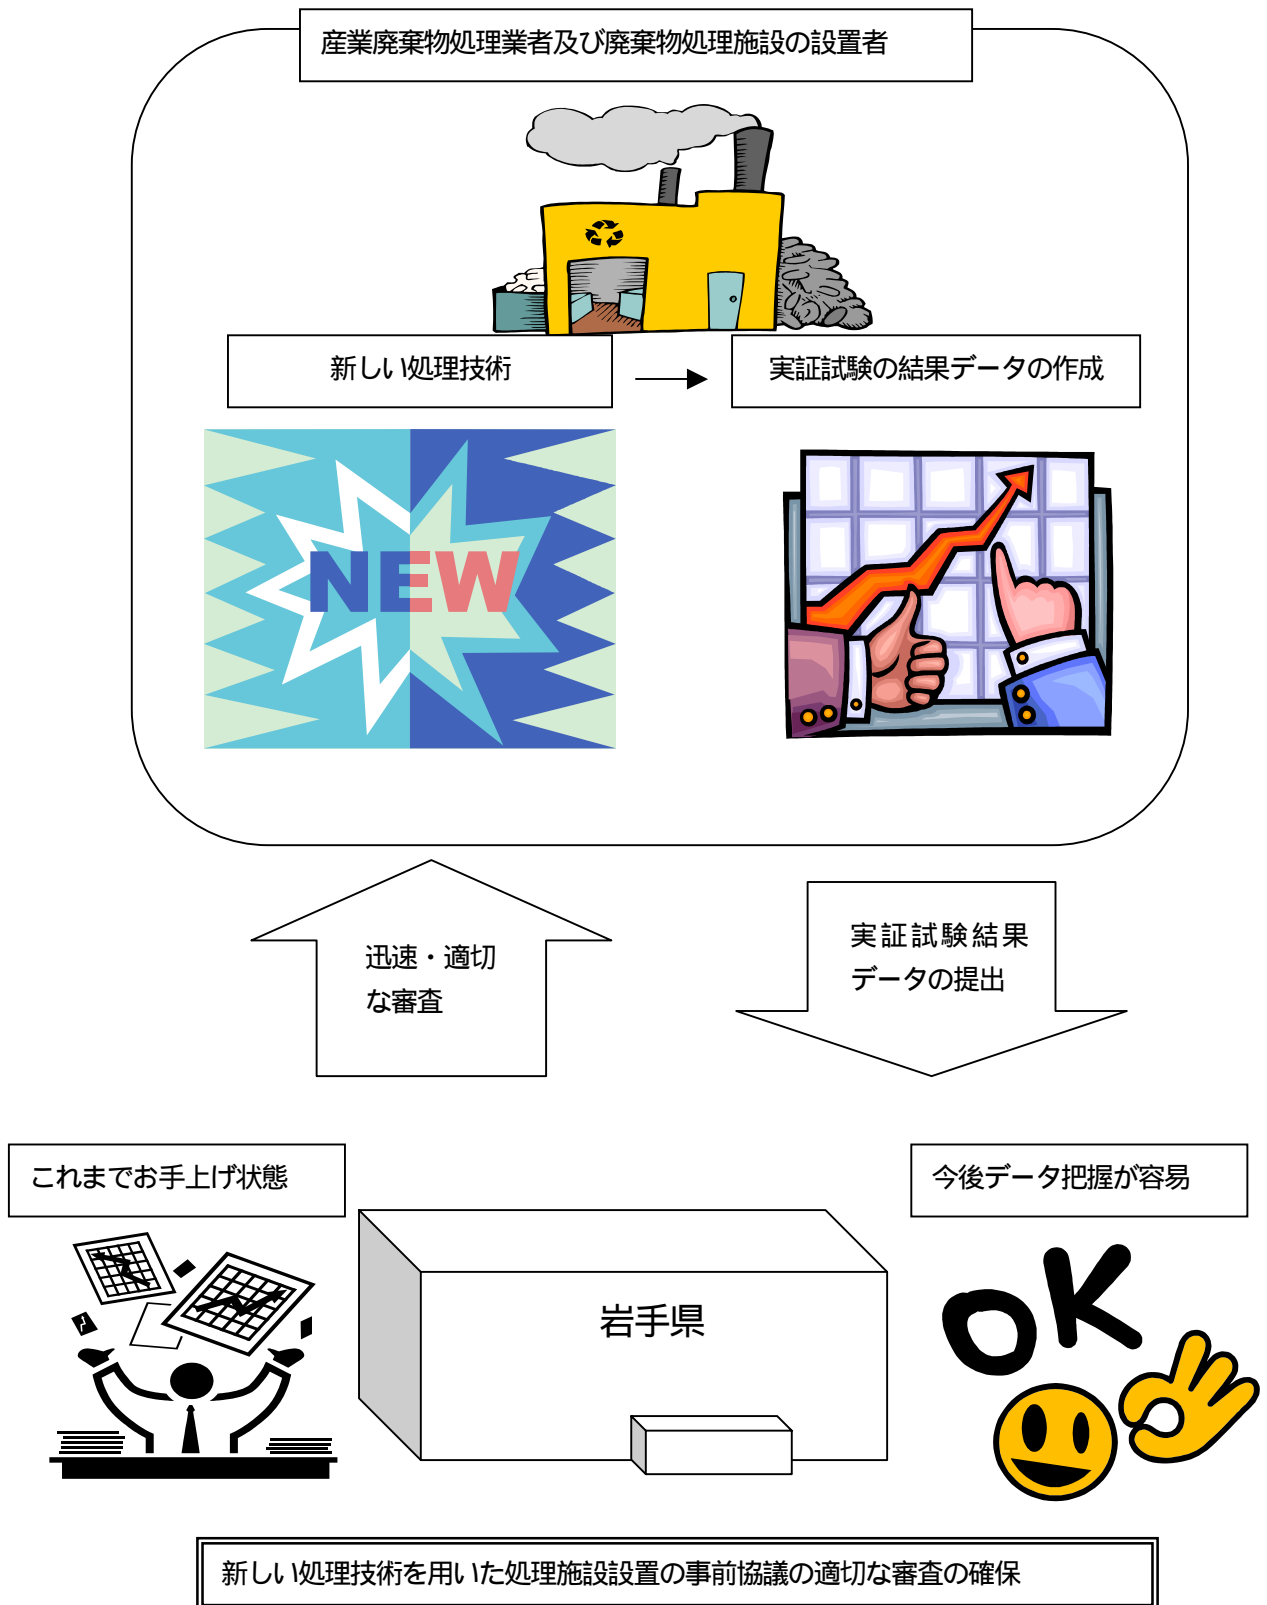 産業廃棄物処理業者及び廃棄物処理施設の設置者
新しい処理技術
実証試験の結果データの作成
NEW
迅速・適切
な審査
実証試験結果
データの提出
これまでお手上げ状態
今後データ把握が容易
岩手県
OK
新しい処理技術を用いた処理施設設置の事前協議の適切な審査の確保